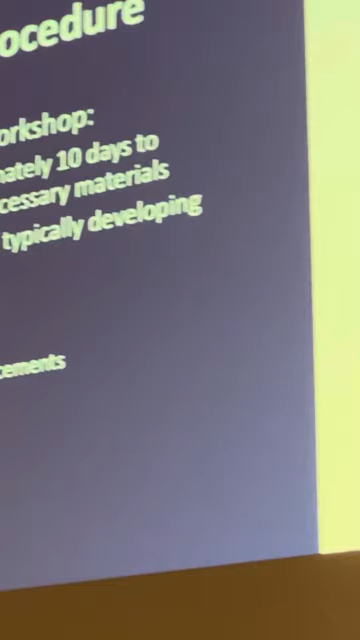 ocedure
orkshop:
nately 10 days to
cessary materials
typically developing
cements